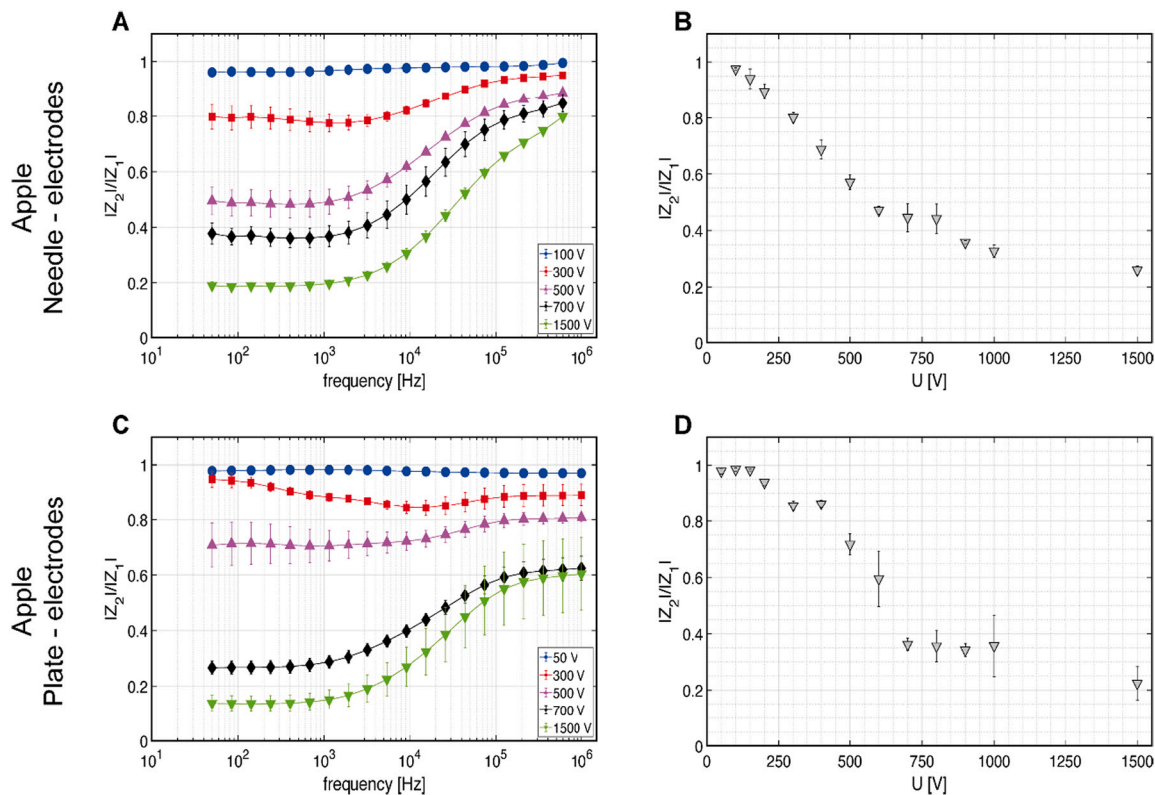 A
Apple
Needle - electrodes
|Z2|/|Z1|
1
0.8
0.6
0.4
0.2
0
10^1 10^2 10^3 10^4 10^5 10^6
frequency [Hz]
100 V
300 V
500 V
700 V
1500 V
B
|Z2|/|Z1|
1
0.8
0.6
0.4
0.2
0
0 250 500 750 1000 1250 1500
U [V]
C
Apple
Plate - electrodes
|Z2|/|Z1|
1
0.8
0.6
0.4
0.2
0
10^1 10^2 10^3 10^4 10^5 10^6
frequency [Hz]
50 V
300 V
500 V
700 V
1500 V
D
|Z2|/|Z1|
1
0.8
0.6
0.4
0.2
0
0 250 500 750 1000 1250 1500
U [V]